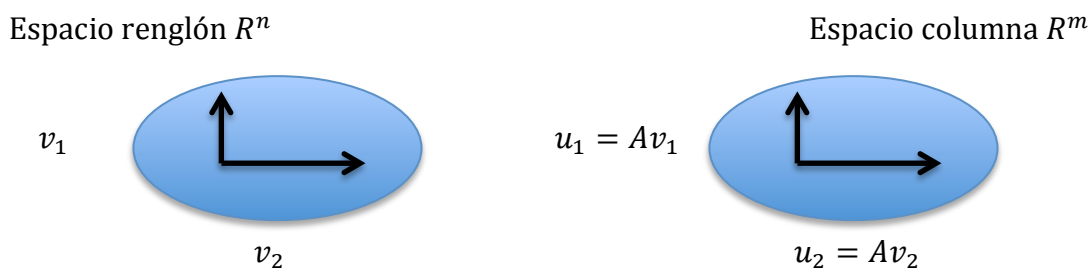 Espacio renglón Rⁿ
Espacio columna Rᵐ
v₁
u₁ = Av₁
v₂
u₂ = Av₂